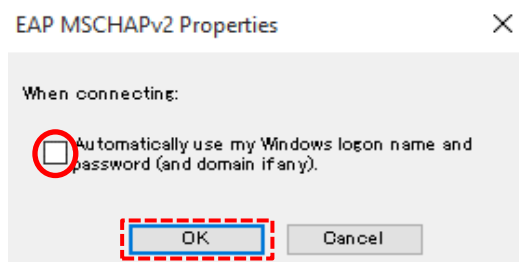 EAP MSCHAPv2 Properties
When connecting:
Automatically use my Windows logon name and
password (and domain if any).
OK Cancel